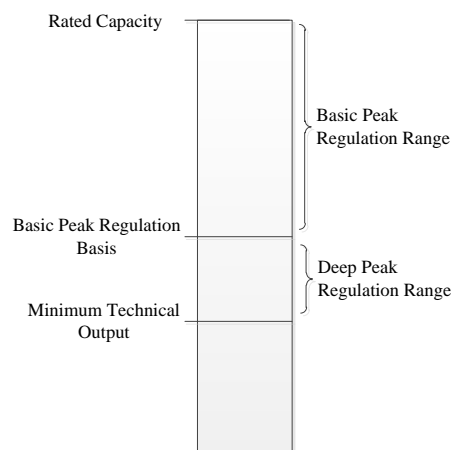 Rated Capacity
Basic Peak
Regulation Range
Basic Peak Regulation
Basis
Deep Peak
Regulation Range
Minimum Technical
Output